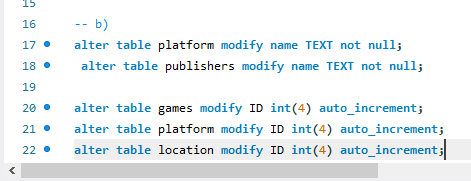 15
16 -- b)
17 alter table platform modify name TEXT not null;
18 alter table publishers modify name TEXT not null;
19
20 alter table games modify ID int(4) auto_increment;
21 alter table platform modify ID int(4) auto_increment;
22 alter table location modify ID int(4) auto_increment;